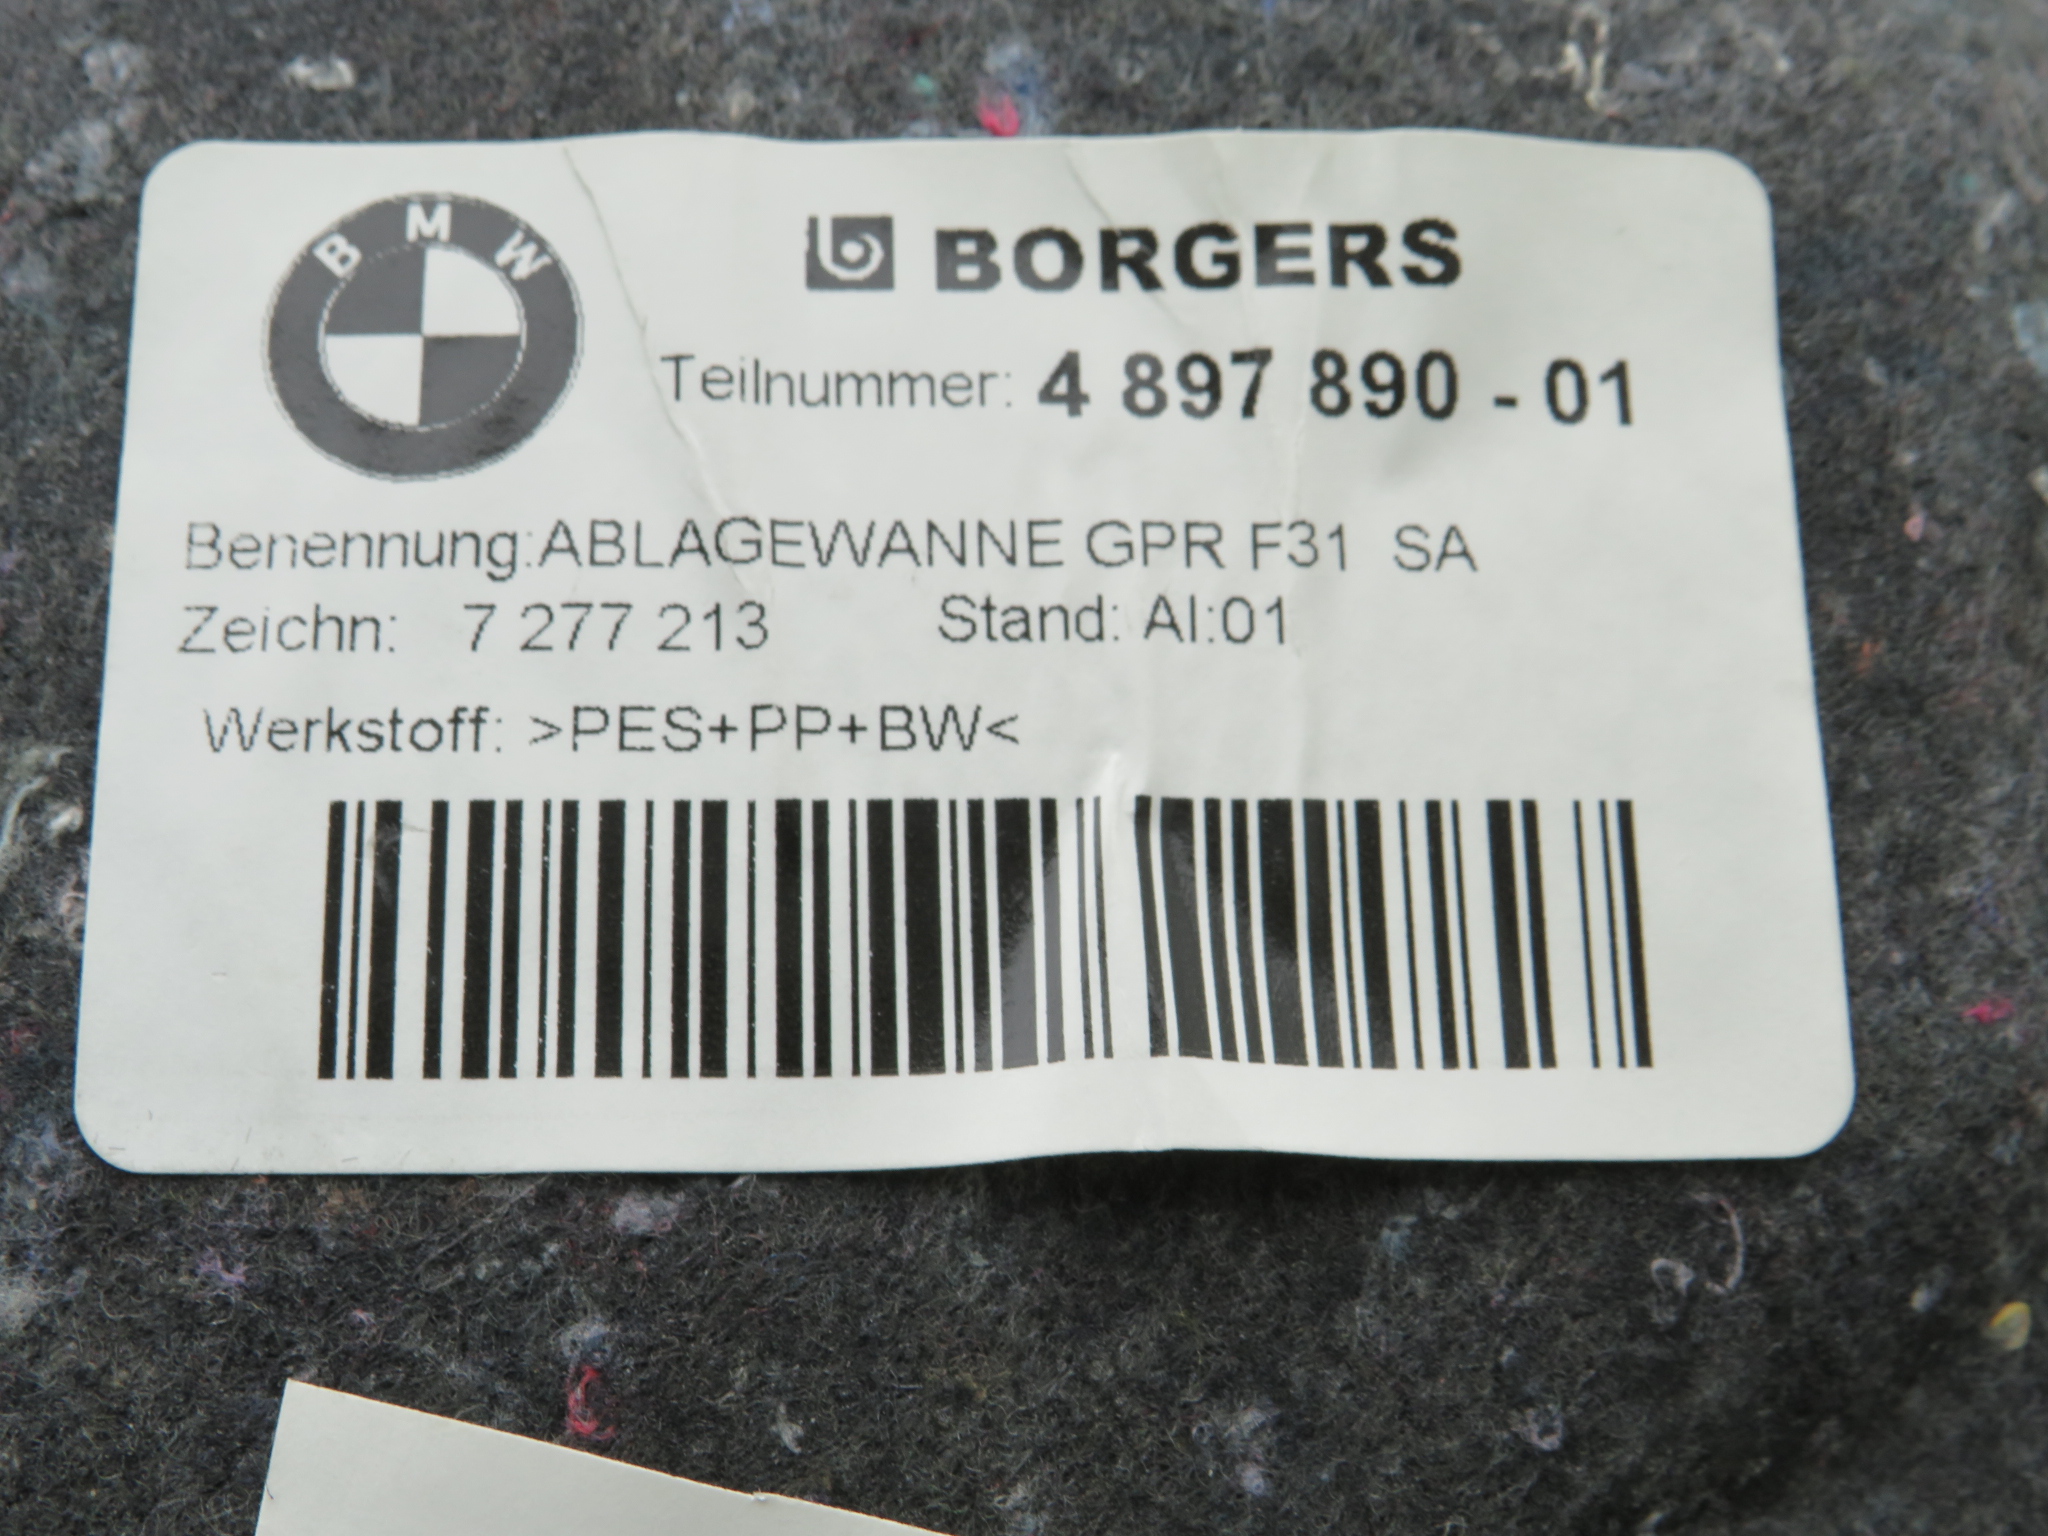 BMW
BORGERS
Teilnummer: 4 897 890 - 01
Benennung:ABLAGEWANNE GPR F31 SA
Zeichn: 7 277 213 Stand: AI:01
Werkstoff: >PES+PP+BW<